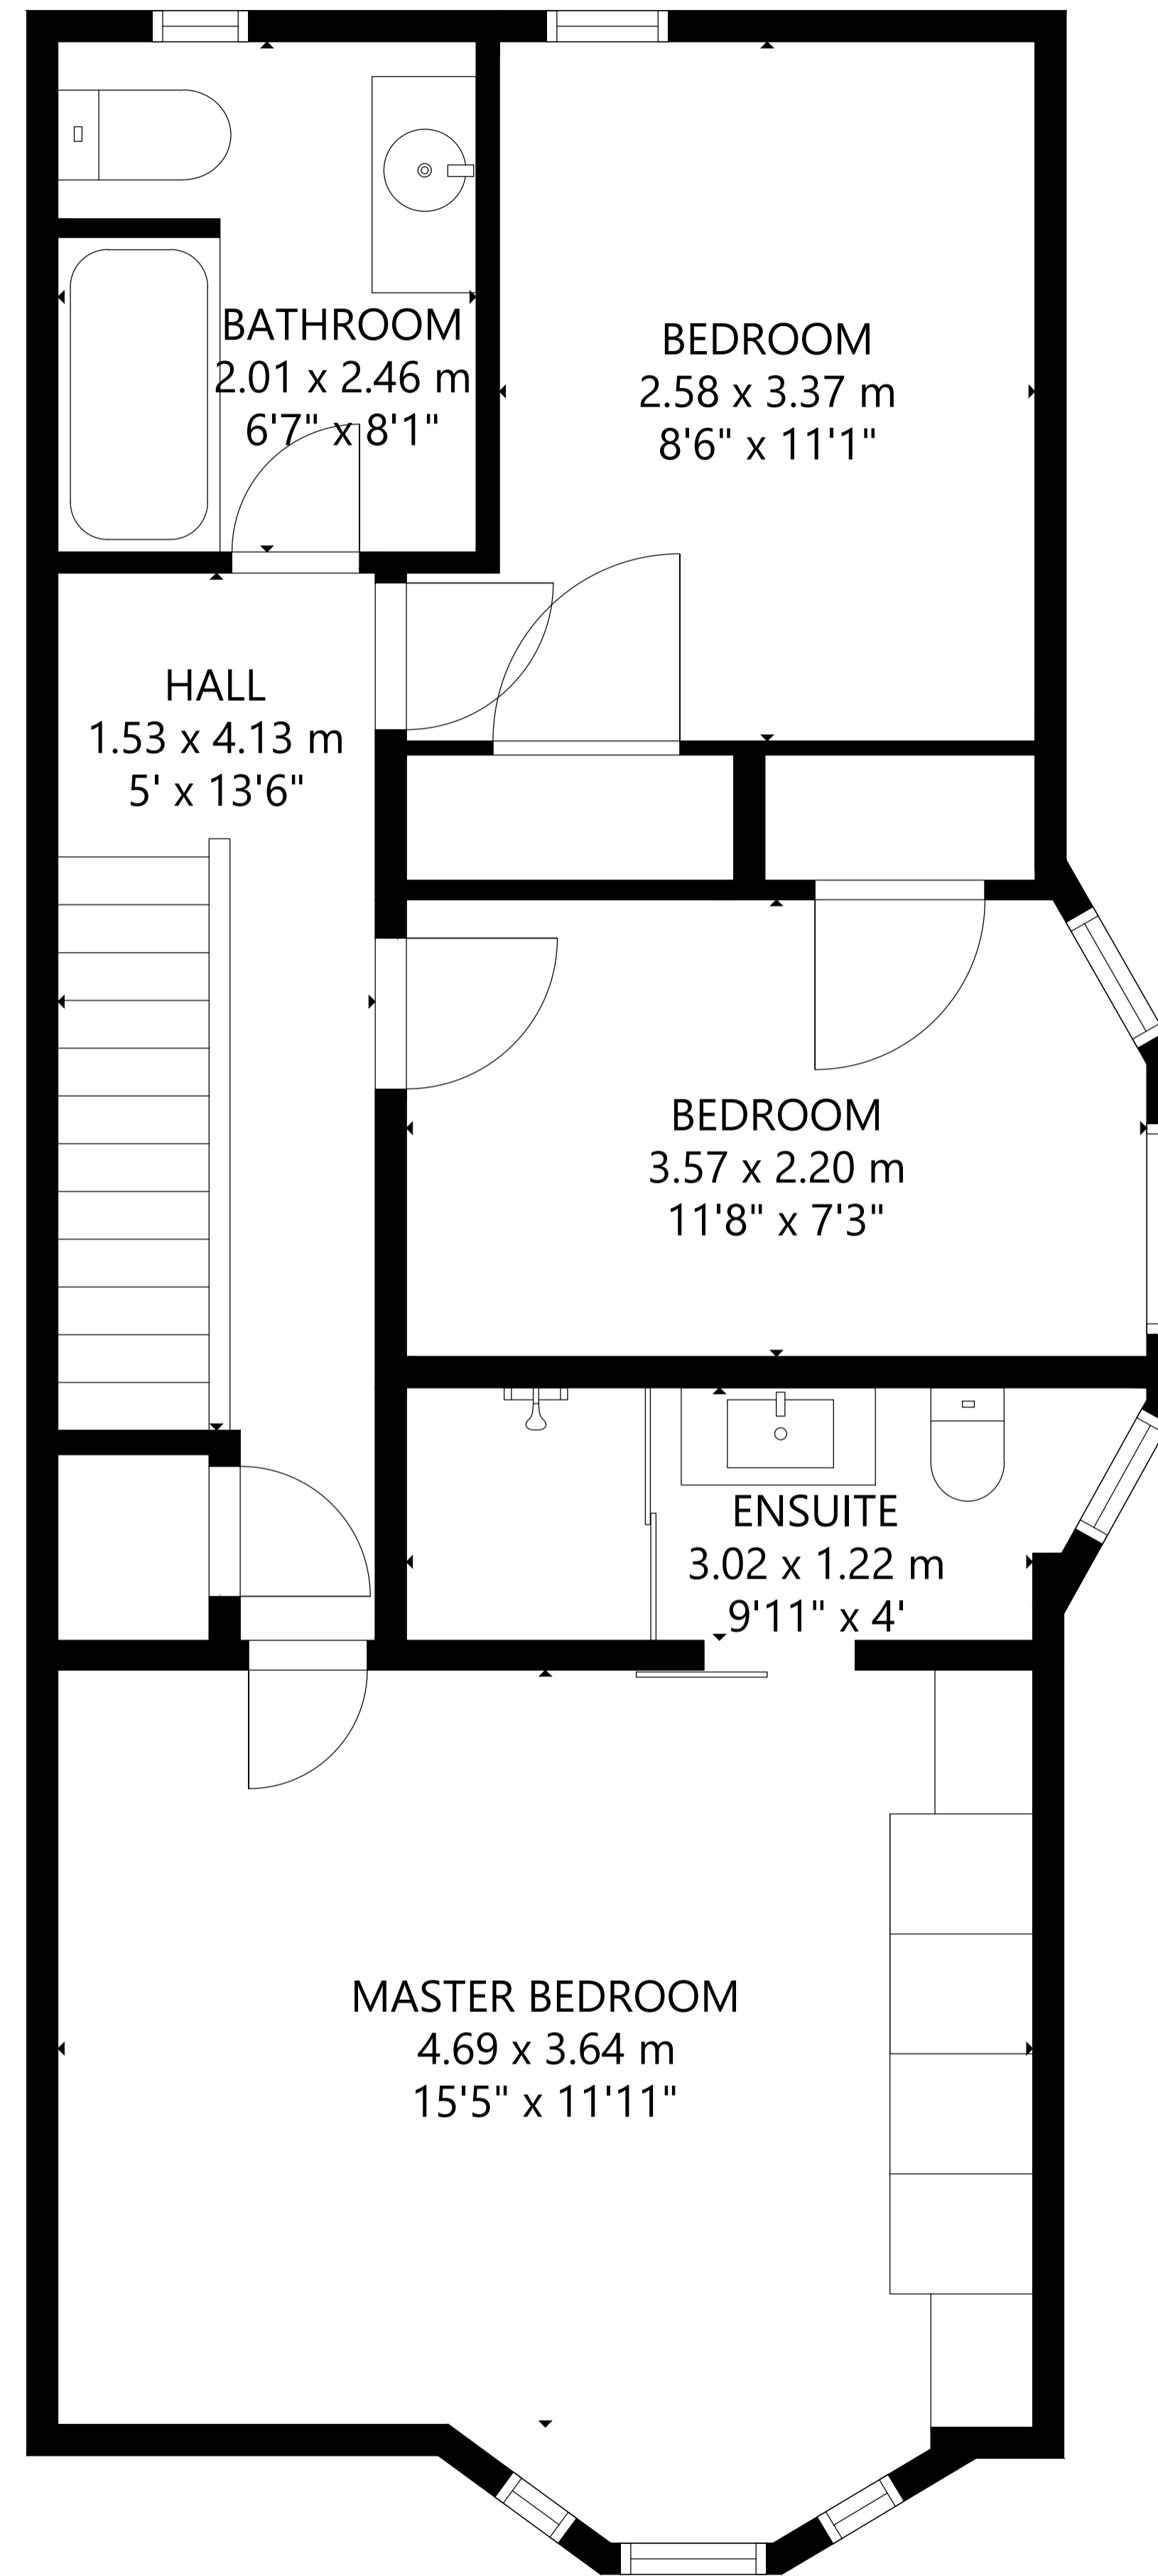 BATHROOM
2.01 x 2.46 m
6'7" x 8'1"
BEDROOM
2.58 x 3.37 m
8'6" x 11'1"
HALL
1.53 x 4.13 m
5' x 13'6"
BEDROOM
3.57 x 2.20 m
11'8" x 7'3"
ENSUITE
3.02 x 1.22 m
9'11" x 4'
MASTER BEDROOM
4.69 x 3.64 m
15'5" x 11'11"